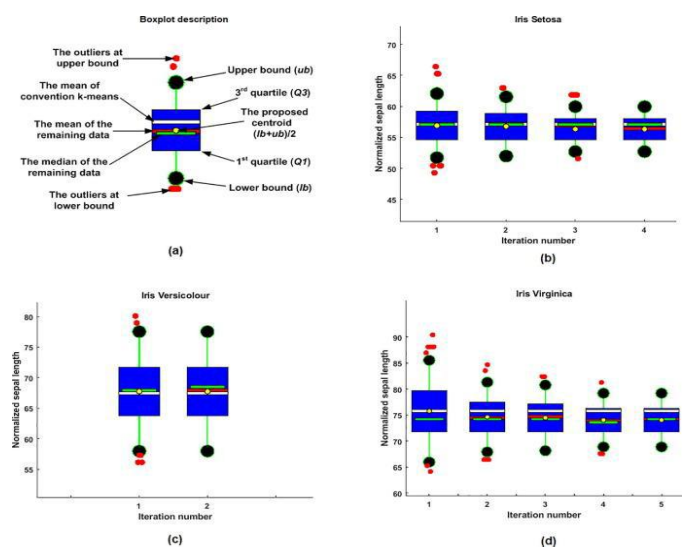 Boxplot description
The outliers at
upper bound
Upper bound (ub)
The mean of
convention k-means
3rd quartile (Q3)
The mean of the
remaining data
The proposed
centroid
(lb+ub)/2
The median of the
remaining data
1st quartile (Q1)
The outliers at
lower bound
Lower bound (lb)
(a)
Iris Setosa
Normalized sepal length
70
65
60
55
50
45
1 2 3 4
Iteration number
(b)
Iris Versicolour
Normalized sepal length
80
75
70
65
60
55
1 2
Iteration number
(c)
Iris Virginica
Normalized sepal length
90
85
80
75
70
65
60
1 2 3 4 5
Iteration number
(d)